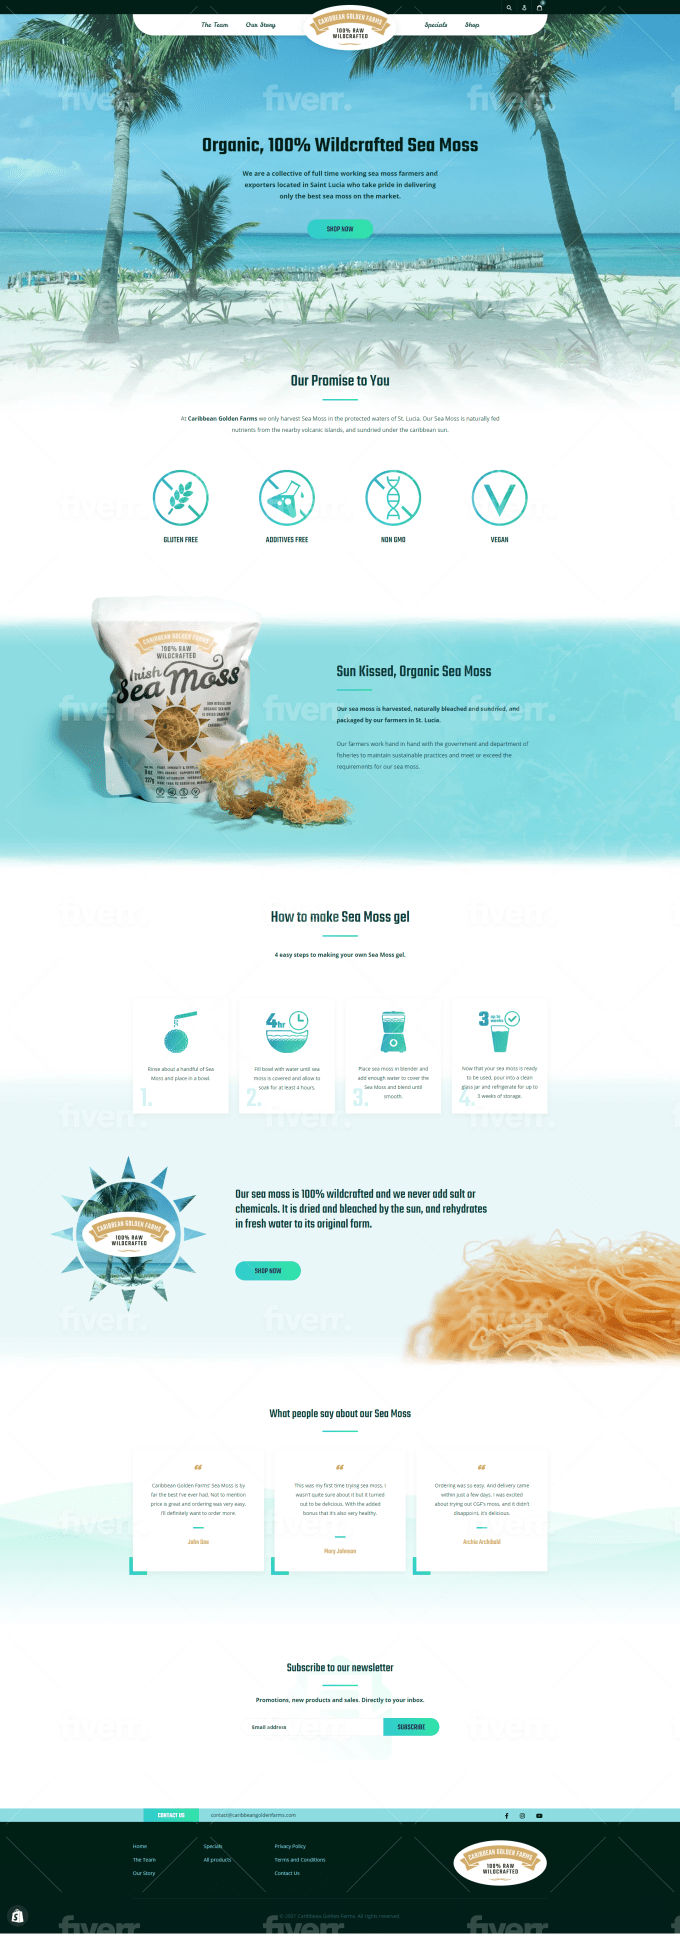 The Team
Our Story
CARIBBEAN GOLDEN FARMS
100% RAW
WILDCRAFTED
Specials
Shop
fiverr.
fiverr.
fiverr.
Organic, 100% Wildcrafted Sea Moss
We are a collective of full time working sea moss farmers and
exporters located in Saint Lucia who take pride in delivering
only the best sea moss on the market.
SHOP NOW
Our Promise to You
At Caribbean Golden Farms we only harvest Sea Moss in the protected waters of St. Lucia. Our Sea Moss is naturally fed
nutrients from the nearby volcanic islands, and sundried under the caribbean sun.
GLUTEN FREE
ADDITIVES FREE
NON GMO
VEGAN
CARIBBEAN GOLDEN FARMS
100% RAW
WILDCRAFTED
Irish
Sea Moss
Sun Kissed, Organic Sea Moss
Our sea moss is harvested, naturally bleached and sundried, and
packaged by our farmers in St. Lucia.
Our farmers work hand in hand with the government and department of
fisheries to maintain sustainable practices and meet or exceed the
requirements for our sea moss.
fiverr.
fiverr.
fiverr.
How to make Sea Moss gel
4 easy steps to making your own Sea Moss gel.
Rinse about a handful of Sea
Moss and place in a bowl.
1.
4hr
Fill bowl with water until sea
moss is covered and allow to
soak for at least 4 hours.
2.
Place sea moss in blender and
add enough water to cover the
Sea Moss and blend until
smooth.
3.
3 up to
weeks
Now that your sea moss is ready
to be used, pour into a clean
glass jar and refrigerate for up to
3 weeks of storage.
4.
CARIBBEAN GOLDEN FARMS
100% RAW
WILDCRAFTED
Our sea moss is 100% wildcrafted and we never add salt or
chemicals. It is dried and bleached by the sun, and rehydrates
in fresh water to its original form.
SHOP NOW
fiverr.
fiverr.
fiverr.
What people say about our Sea Moss
“
Caribbean Golden Farms' Sea Moss is by
far the best I've ever had. Not to mention
price is great and ordering was very easy.
I'll definitely want to order more.
John Doe
“
This was my first time trying sea moss. I
wasn't quite sure about it but it turned
out to be delicious. With the added
bonus that it's also very healthy.
Mary Johnson
“
Ordering was so easy. And delivery came
within just a few days. I was excited
about trying out CGF's moss, and it didn't
disappoint, it's delicious.
Archie Archibald
Subscribe to our newsletter
Promotions, new products and sales. Directly to your inbox.
Email address
SUBSCRIBE
CONTACT US
contact@caribbeangoldenfarms.com
Home
The Team
Our Story
Specials
All products
Privacy Policy
Terms and Conditions
Contact Us
CARIBBEAN GOLDEN FARMS
100% RAW
WILDCRAFTED
© 2021 Caribbean Golden Farms. All rights reserved.
fiverr.
fiverr.
fiverr.